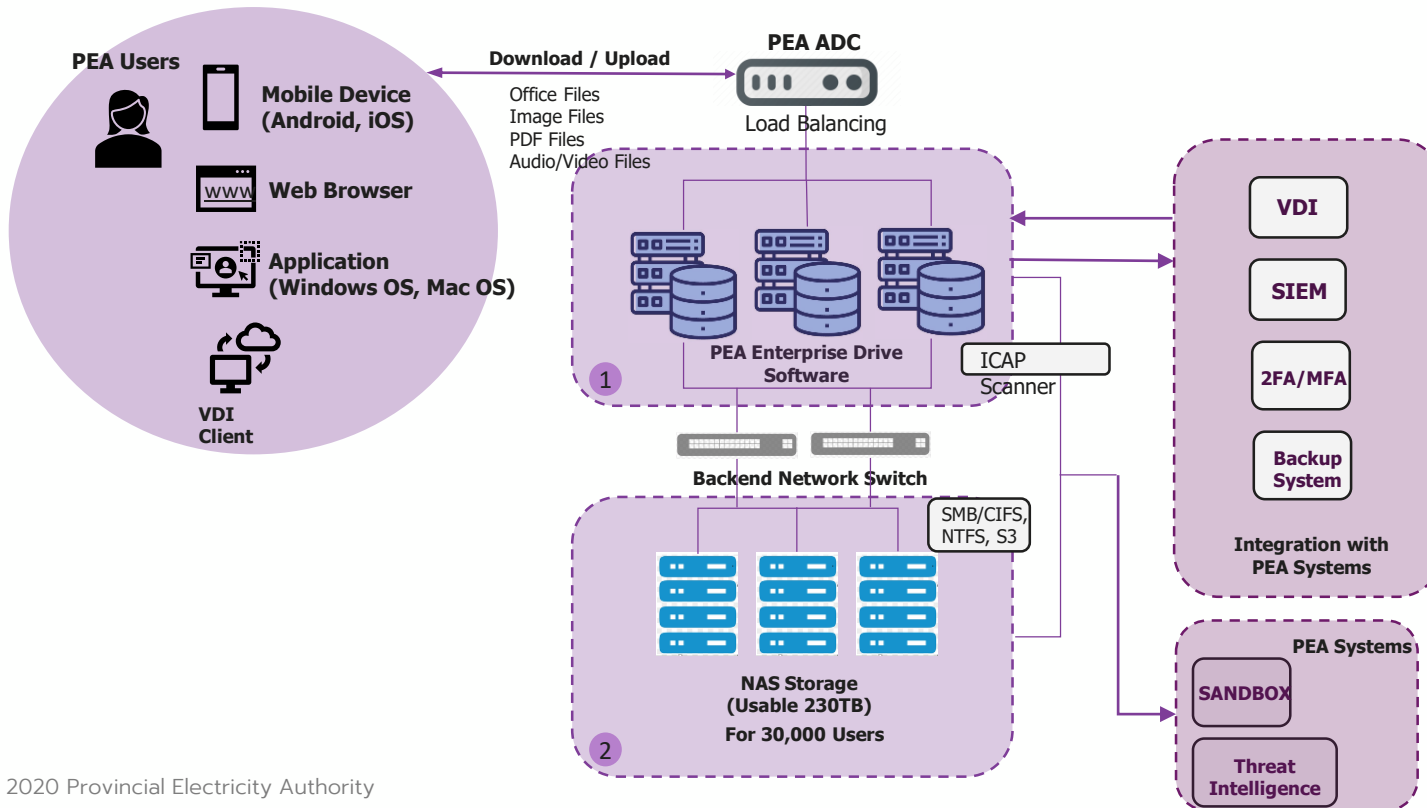 PEA Users
Mobile Device
(Android, iOS)
www
Web Browser
Application
(Windows OS, Mac OS)
VDI
Client
Download / Upload
Office Files
Image Files
PDF Files
Audio/Video Files
PEA ADC
Load Balancing
PEA Enterprise Drive
Software
1
ICAP
Scanner
Backend Network Switch
SMB/CIFS,
NTFS, S3
NAS Storage
(Usable 230TB)
For 30,000 Users
2
VDI
SIEM
2FA/MFA
Backup
System
Integration with
PEA Systems
PEA Systems
SANDBOX
Threat
Intelligence
2020 Provincial Electricity Authority